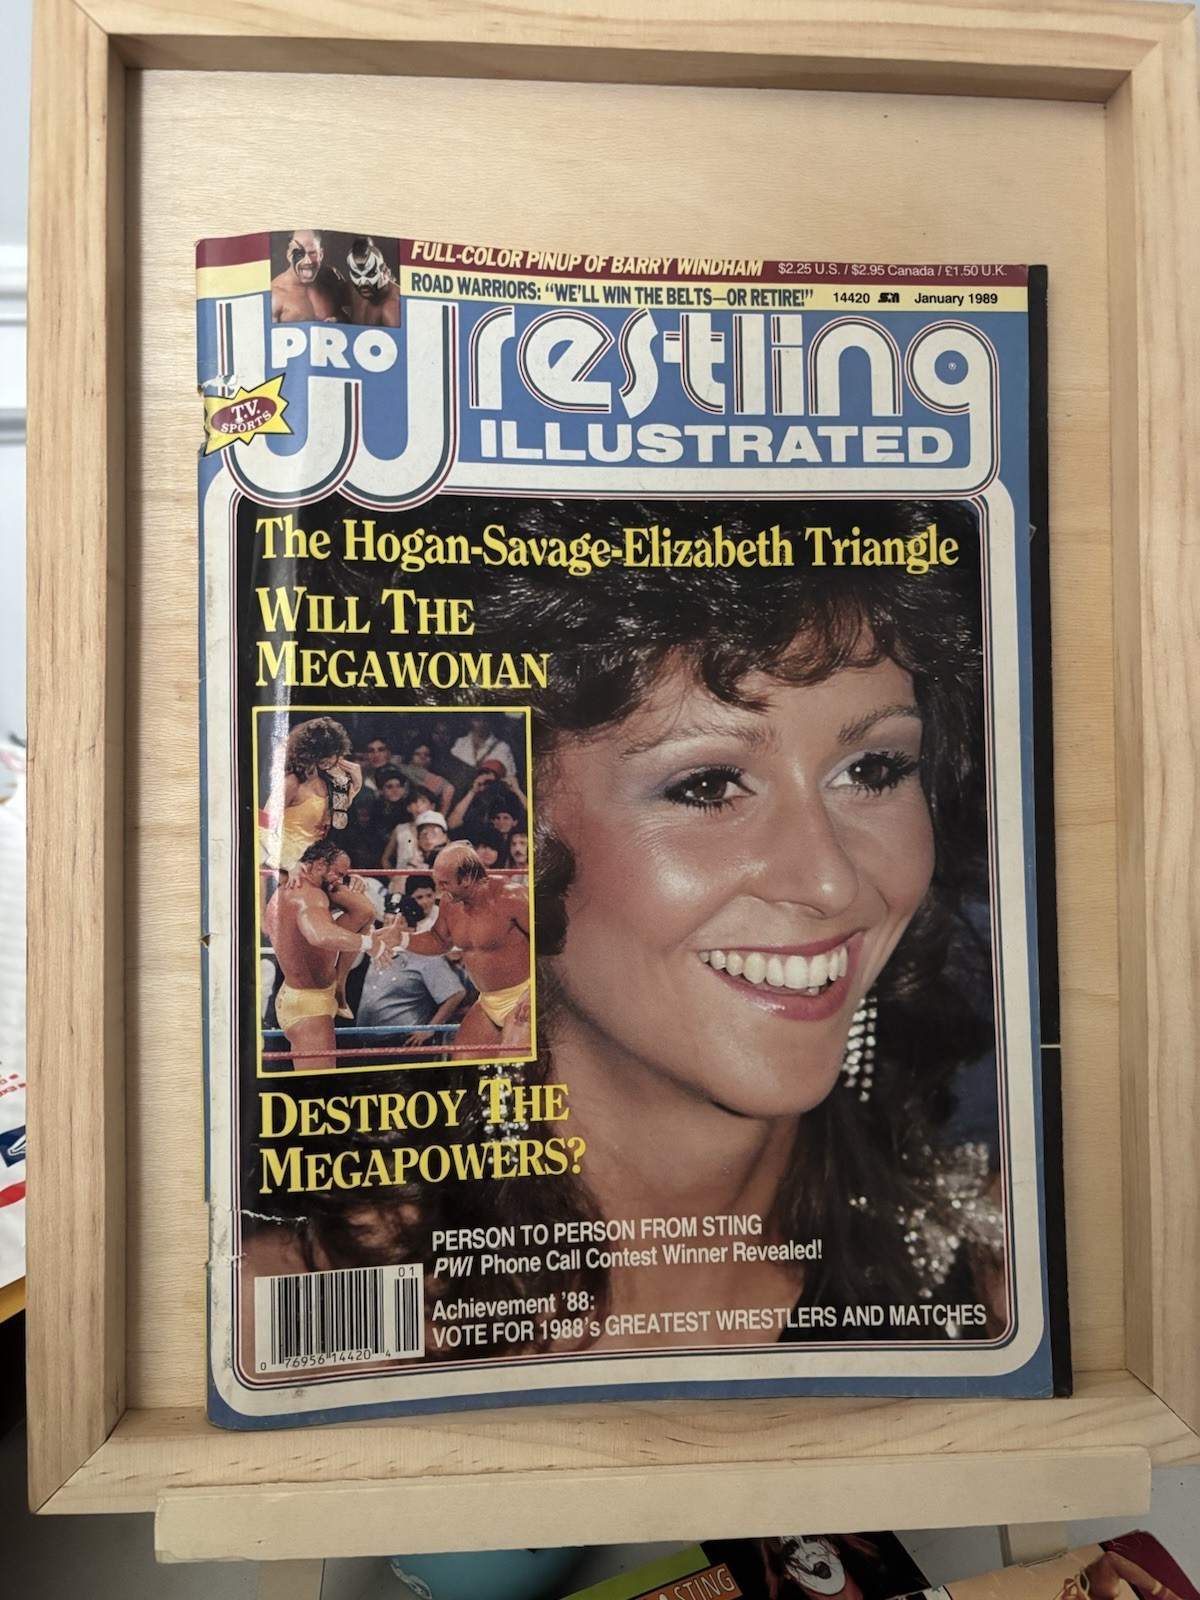 FULL-COLOR PINUP OF BARRY WINDHAM
$2.25 U.S. / $2.95 Canada / £1.50 U.K.
ROAD WARRIORS: “WE'LL WIN THE BELTS—OR RETIRE!”
14420 SM January 1989
PRO
Wrestling®
ILLUSTRATED
T.V.
SPORTS
The Hogan-Savage-Elizabeth Triangle
WILL THE
MEGAWOMAN
DESTROY THE
MEGAPOWERS?
PERSON TO PERSON FROM STING
PWI Phone Call Contest Winner Revealed!
Achievement '88:
VOTE FOR 1988's GREATEST WRESTLERS AND MATCHES
01
0 76956 14420 4
STING